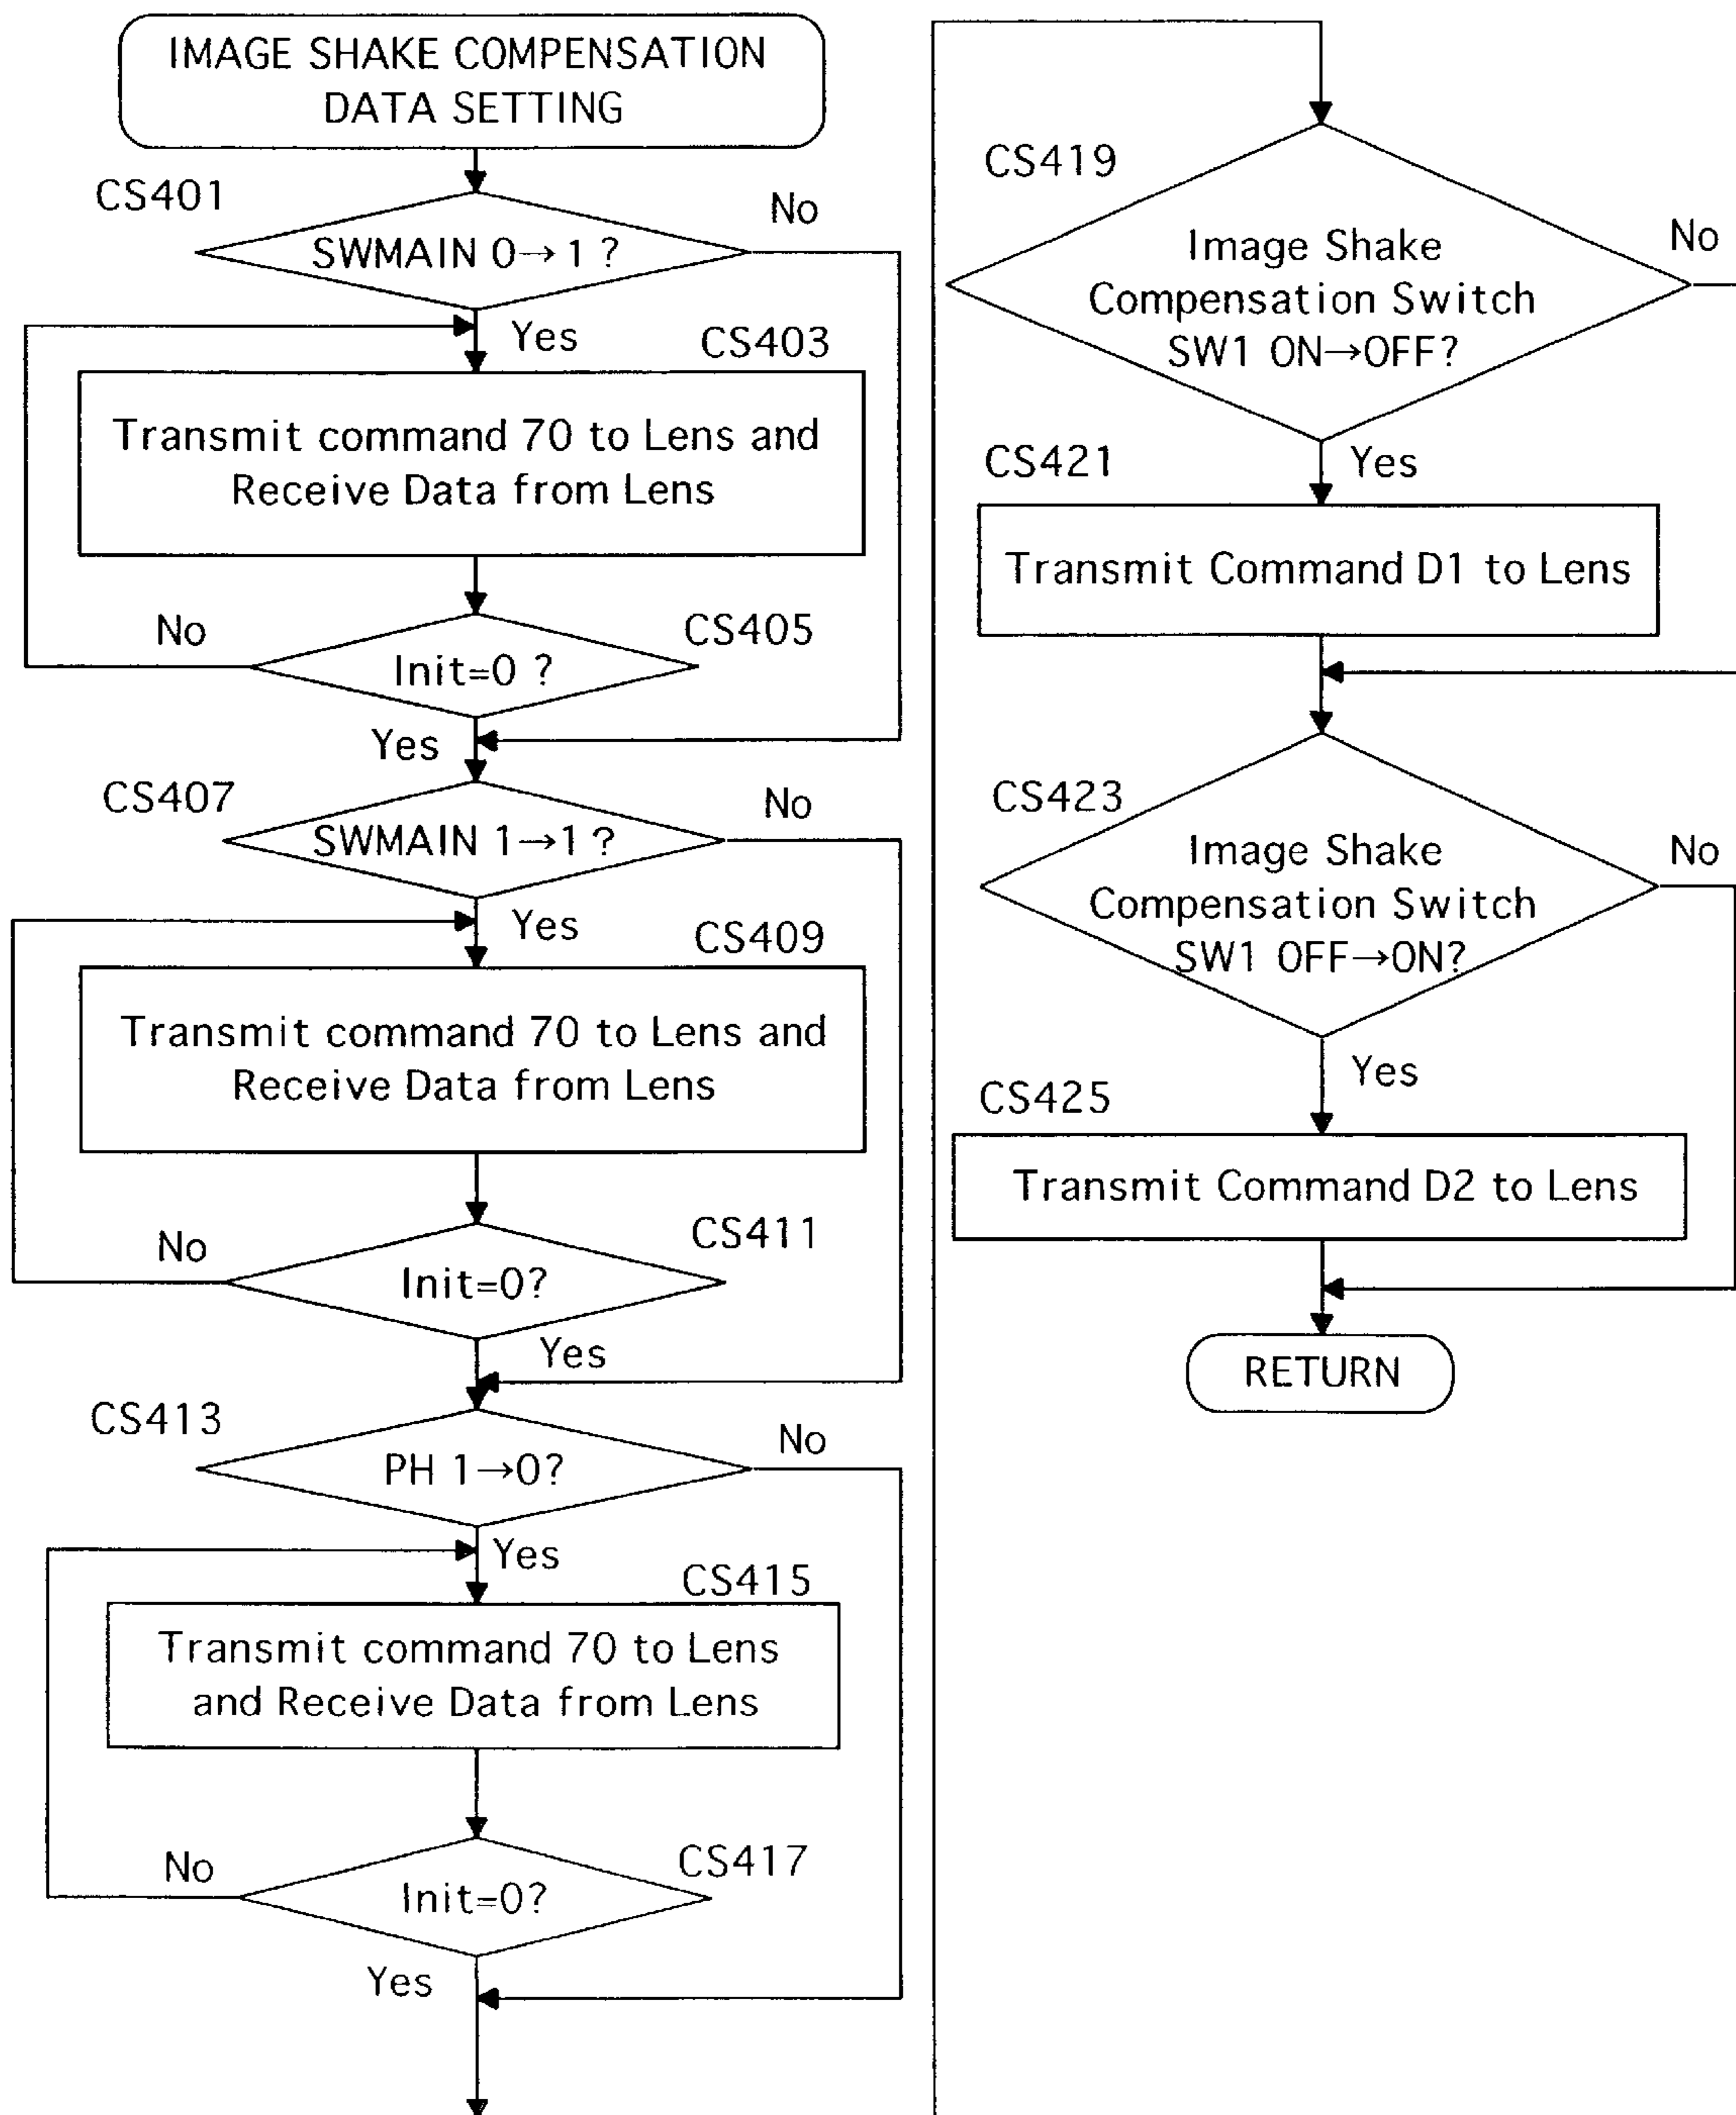 IMAGE SHAKE COMPENSATION
DATA SETTING
CS401
No
SWMAIN 0→1 ?
Yes
CS403
Transmit command 70 to Lens and
Receive Data from Lens
No
CS405
Init=0 ?
Yes
CS407
No
SWMAIN 1→1 ?
Yes
CS409
Transmit command 70 to Lens and
Receive Data from Lens
No
CS411
Init=0?
Yes
CS413
No
PH 1→0?
Yes
CS415
Transmit command 70 to Lens
and Receive Data from Lens
No
CS417
Init=0?
Yes
CS419
No
Image Shake
Compensation Switch
SW1 ON→OFF?
CS421
Yes
Transmit Command D1 to Lens
CS423
No
Image Shake
Compensation Switch
SW1 OFF→ON?
Yes
CS425
Transmit Command D2 to Lens
RETURN